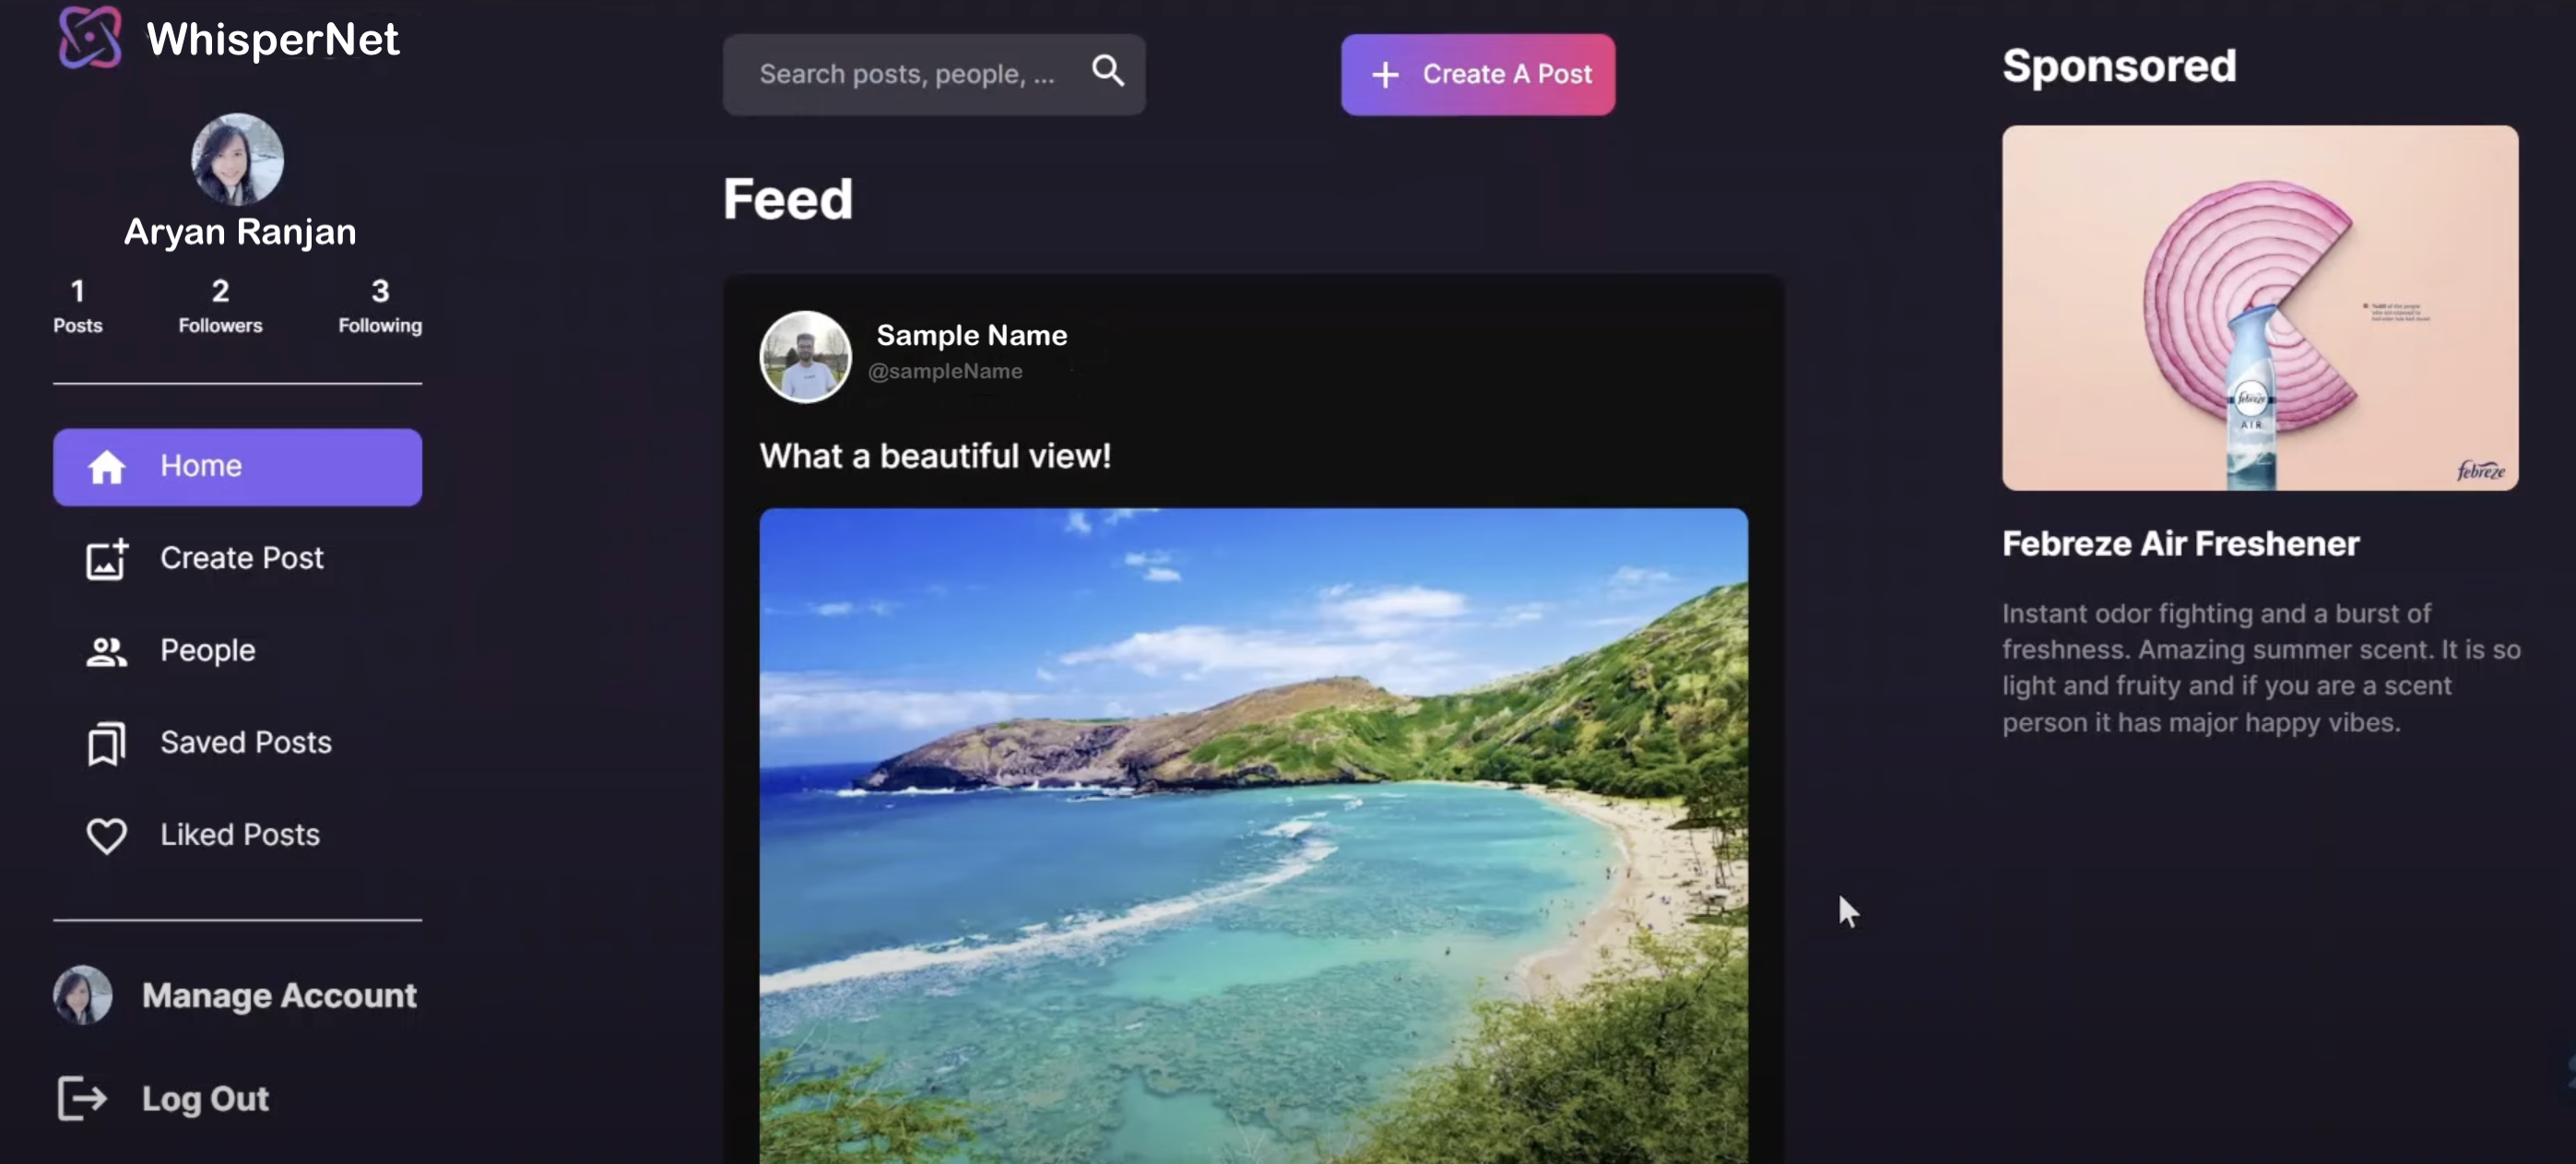 WhisperNet
Aryan Ranjan
1 2 3
Posts Followers Following
Home
Create Post
People
Saved Posts
Liked Posts
Manage Account
Log Out
Search posts, people, ...
+ Create A Post
Feed
Sample Name
@sampleName
What a beautiful view!
Sponsored
febreze
AIR
febreze
Febreze Air Freshener
Instant odor fighting and a burst of
freshness. Amazing summer scent. It is so
light and fruity and if you are a scent
person it has major happy vibes.